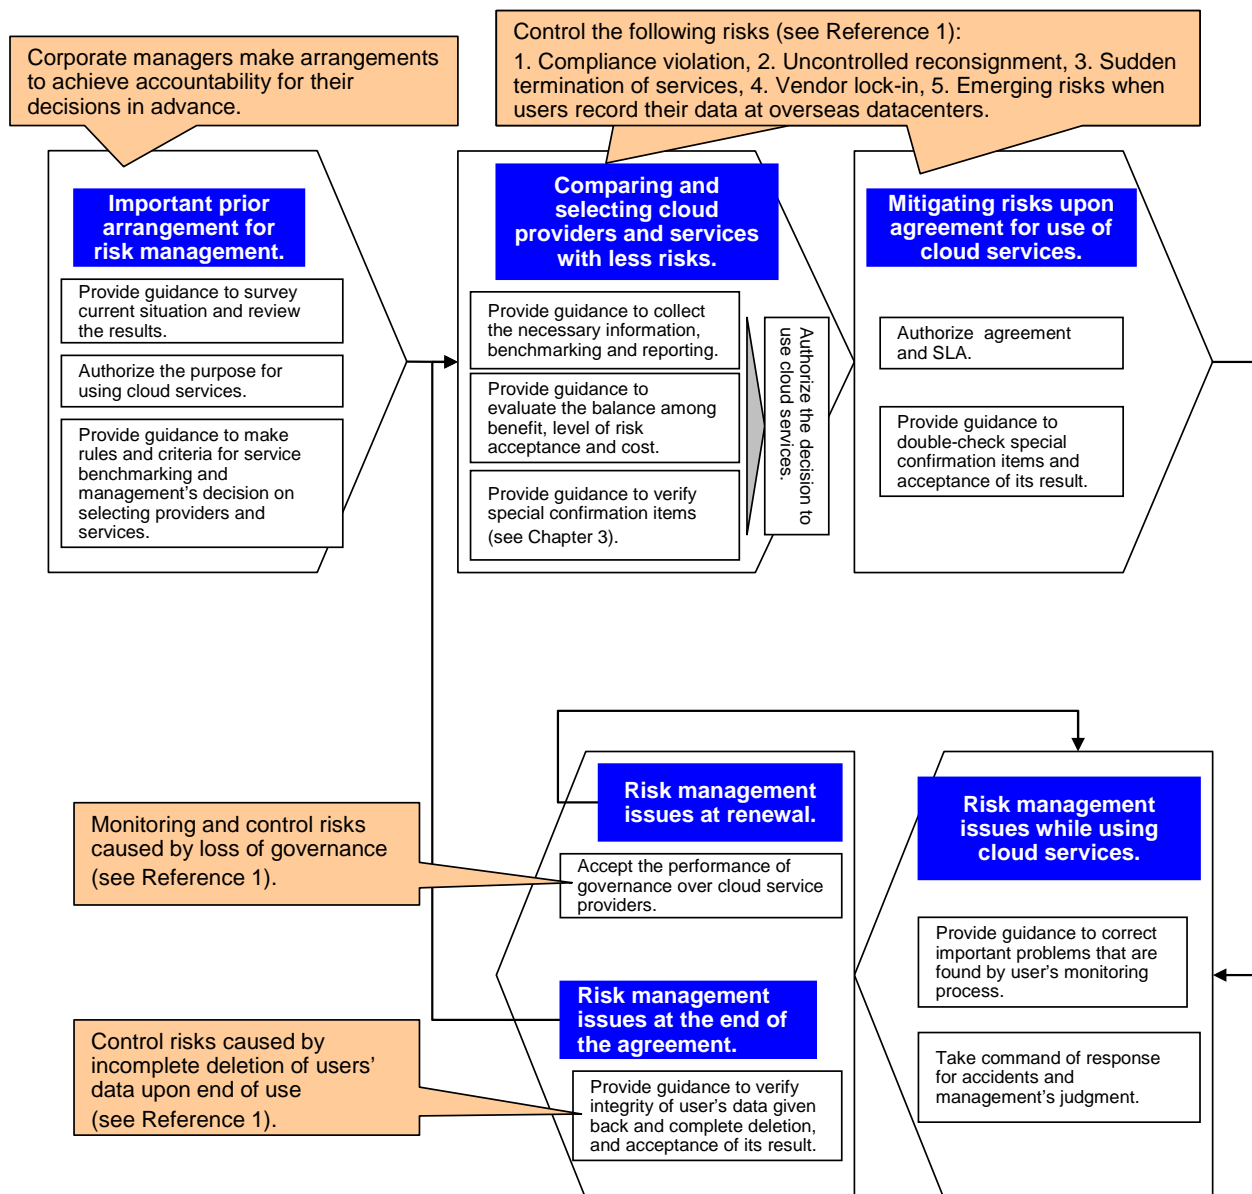 Corporate managers make arrangements
to achieve accountability for their
decisions in advance.
Control the following risks (see Reference 1):
1. Compliance violation, 2. Uncontrolled reconsignment, 3. Sudden
termination of services, 4. Vendor lock-in, 5. Emerging risks when
users record their data at overseas datacenters.
Important prior
arrangement for
risk management.
Provide guidance to survey
current situation and review
the results.
Authorize the purpose for
using cloud services.
Provide guidance to make
rules and criteria for service
benchmarking and
management's decision on
selecting providers and
services.
Comparing and
selecting cloud
providers and services
with less risks.
Provide guidance to collect
the necessary information,
benchmarking and reporting.
Provide guidance to
evaluate the balance among
benefit, level of risk
acceptance and cost.
Provide guidance to verify
special confirmation items
(see Chapter 3).
Authorize the decision to
use cloud services.
Mitigating risks upon
agreement for use of
cloud services.
Authorize agreement
and SLA.
Provide guidance to
double-check special
confirmation items and
acceptance of its result.
Risk management
issues while using
cloud services.
Provide guidance to correct
important problems that are
found by user's monitoring
process.
Take command of response
for accidents and
management's judgment.
Risk management
issues at renewal.
Accept the performance of
governance over cloud service
providers.
Monitoring and control risks
caused by loss of governance
(see Reference 1).
Risk management
issues at the end of
the agreement.
Provide guidance to verify
integrity of user's data given
back and complete deletion,
and acceptance of its result.
Control risks caused by
incomplete deletion of users'
data upon end of use
(see Reference 1).